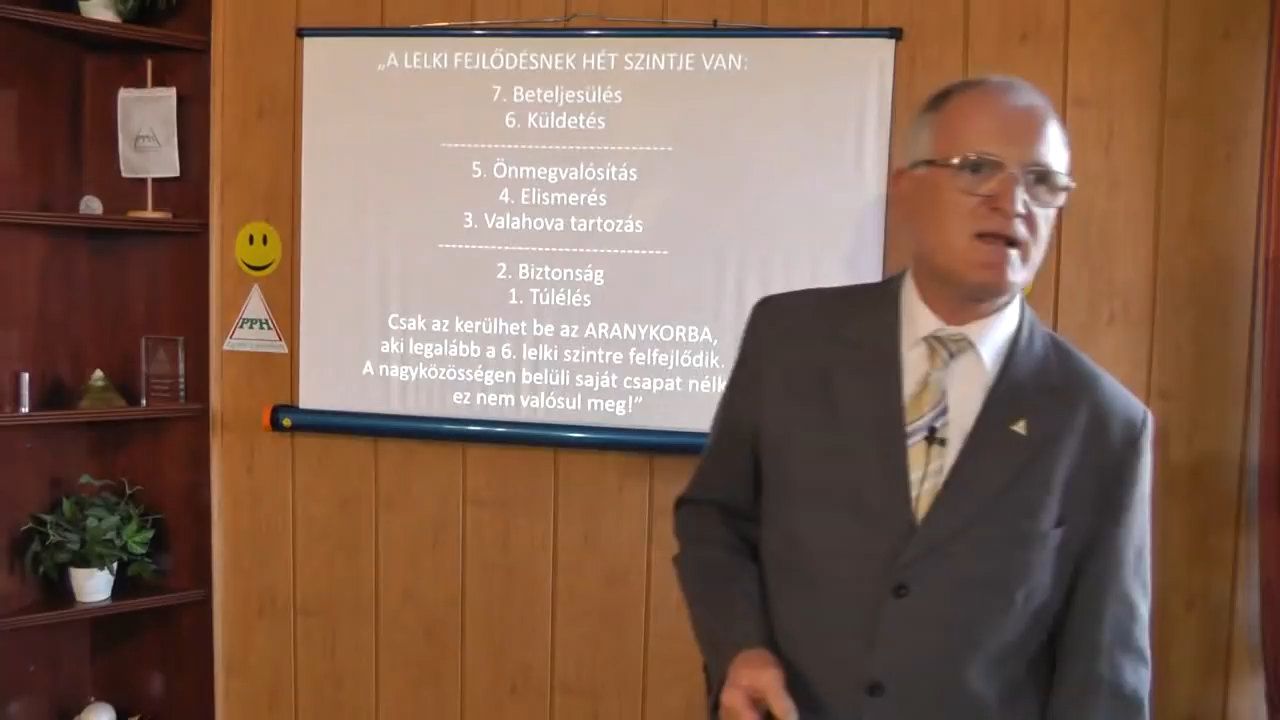 „A LELKI FEJLŐDÉSNEK HÉT SZINTJE VAN:
7. Beteljesülés
6. Küldetés
5. Önmegvalósítás
4. Elismerés
3. Valahova tartozás
2. Biztonság
1. Túlélés
Csak az kerülhet be az ARANYKORBA,
aki legalább a 6. lelki szintre felfejlődik.
A nagyközösségen belüli saját csapat nélk
ez nem valósul meg!”
PPH